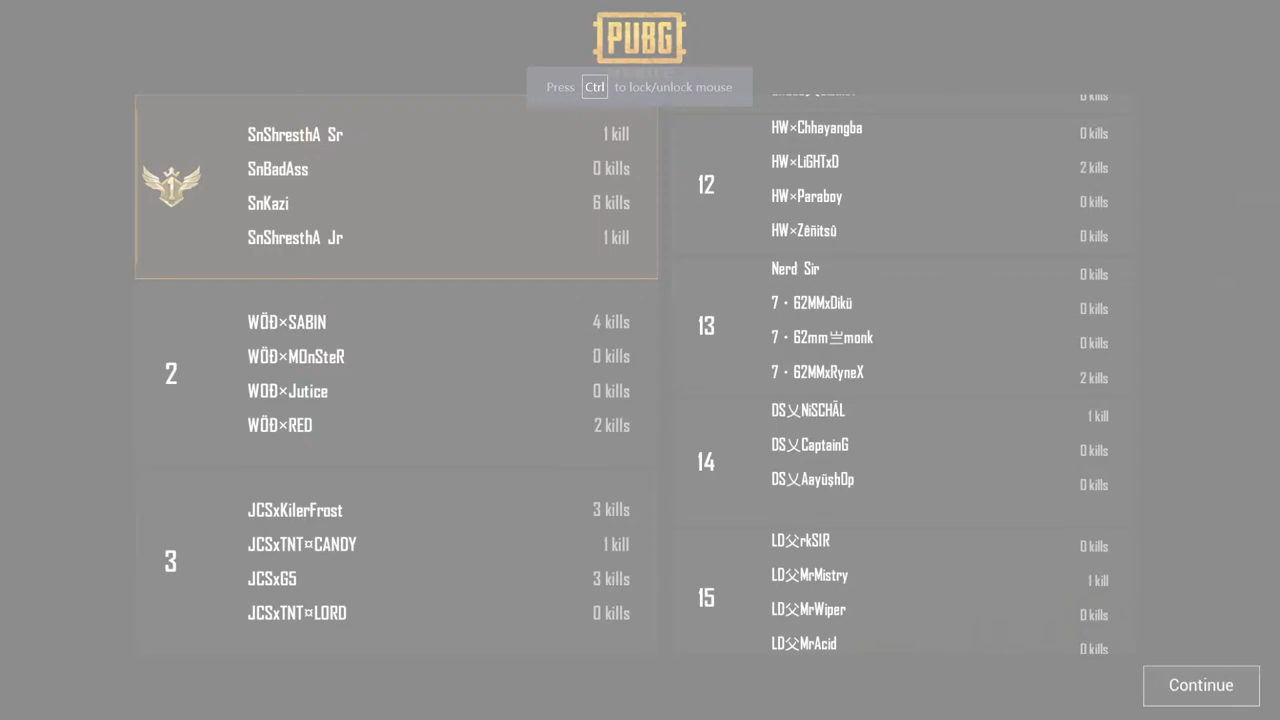 PUBG
Press Ctrl to lock/unlock mouse
1
SnShresthA Sr 1 kill
SnBadAss 0 kills
SnKazi 6 kills
SnShresthA Jr 1 kill
2
WÖĐ×SABIN 4 kills
WÖĐ×MOnSteR 0 kills
WOĐ×Jutice 0 kills
WÖĐ×RED 2 kills
3
JCSxKilerFrost 3 kills
JCSxTNT¤CANDY 1 kill
JCSxG5 3 kills
JCSxTNT¤LORD 0 kills
0 kills
12
HW×Chhayangba 0 kills
HW×LiGHTxD 2 kills
HW×Paraboy 0 kills
HW×Zêñitsû 0 kills
13
Nerd Sir 0 kills
7・62MMxDikü 0 kills
7・62mm亗monk 0 kills
7・62MMxRyneX 2 kills
14
DS乂NiSCHÄL 1 kill
DS乂CaptainG 0 kills
DS乂AayüşhOp 0 kills
15
LD父rkSIR 0 kills
LD父MrMistry 1 kill
LD父MrWiper 0 kills
LD父MrAcid 0 kills
Continue